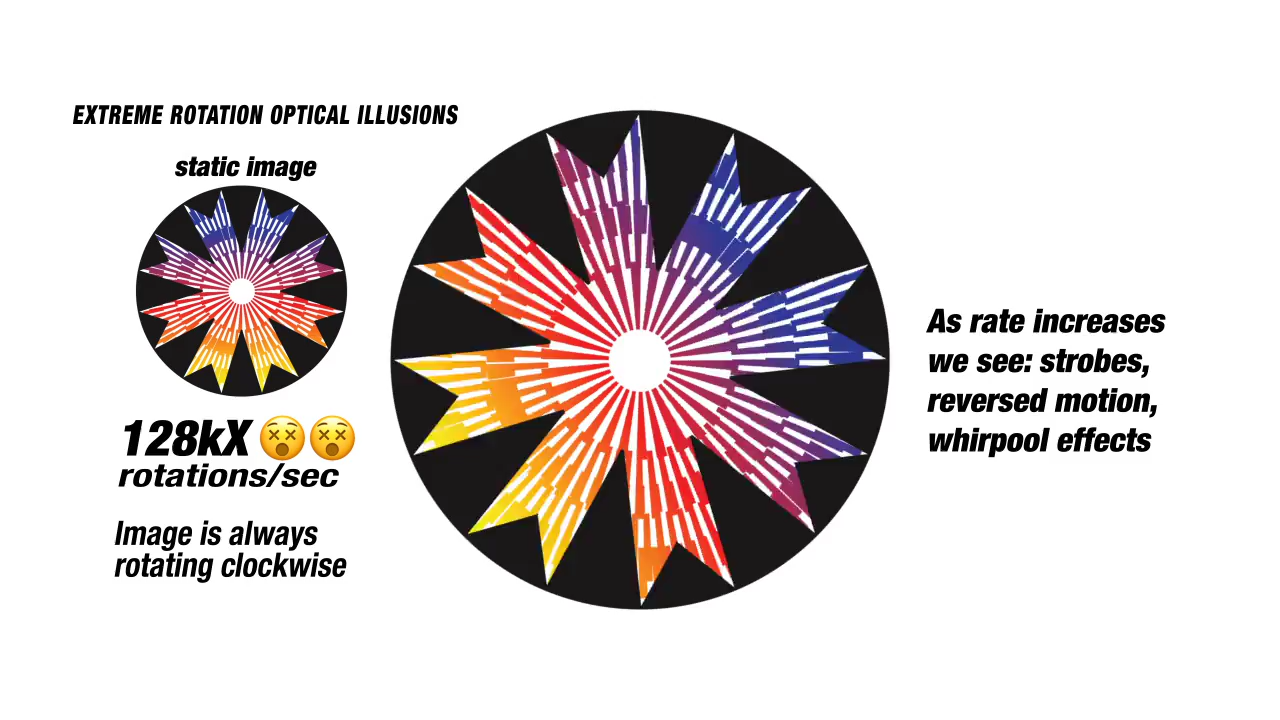 EXTREME ROTATION OPTICAL ILLUSIONS
static image
128kX 😵😵
rotations/sec
Image is always
rotating clockwise
As rate increases
we see: strobes,
reversed motion,
whirpool effects